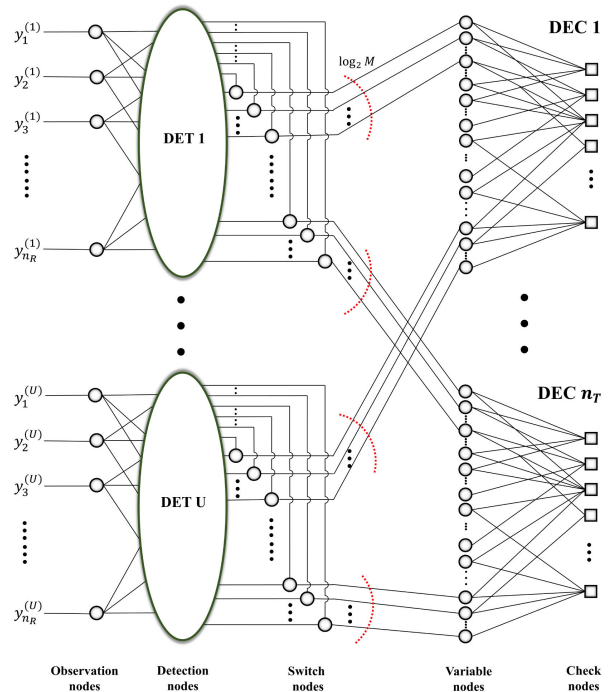 y_1^{(1)}
DEC 1
y_2^{(1)}
log_2 M
y_3^{(1)}
DET 1
y_{n_R}^{(1)}
y_1^{(U)}
DEC n_T
y_2^{(U)}
y_3^{(U)}
DET U
y_{n_R}^{(U)}
Observation nodes
Detection nodes
Switch nodes
Variable nodes
Check nodes